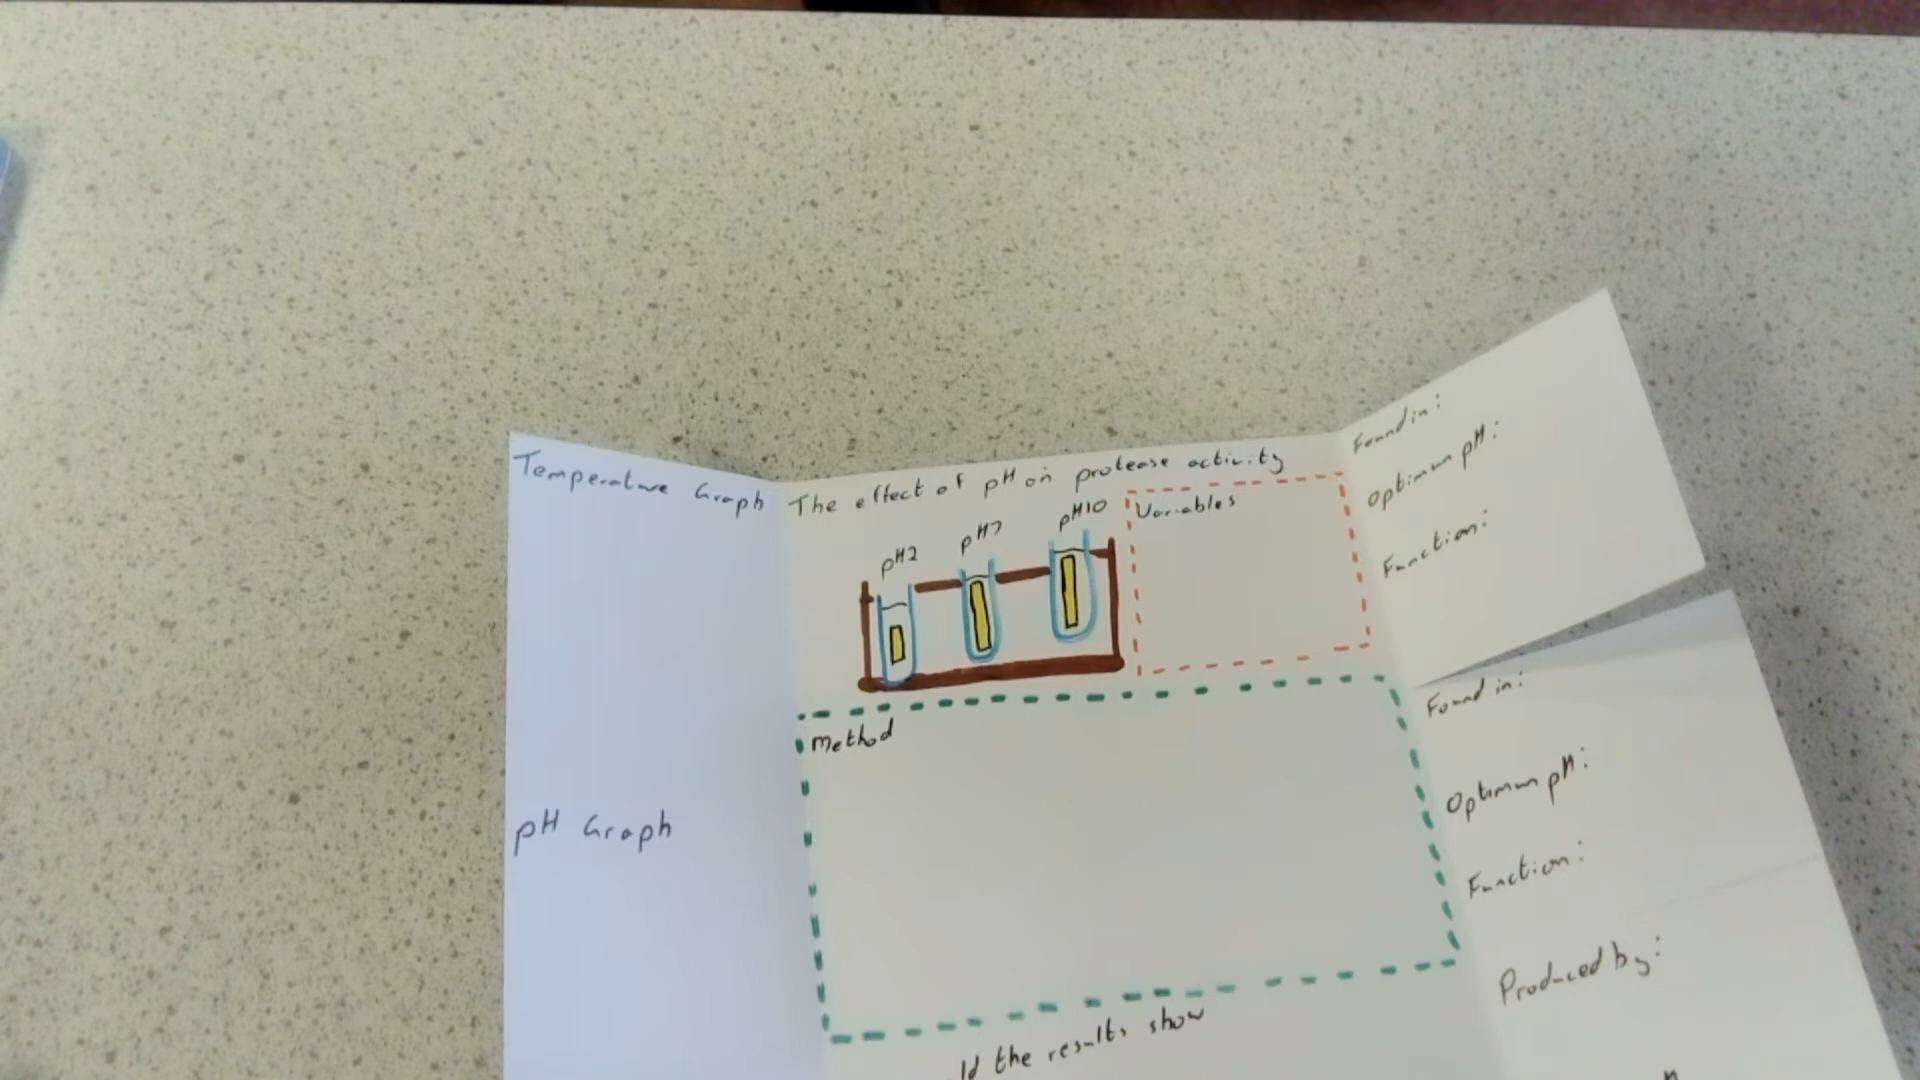 Temperature Graph
pH Graph
The effect of pH on protease activity
pH2
pH7
pH10
Variables
Method
the results show
Found in:
Optimum pH:
Function:
Found in:
Optimum pH:
Function:
Produced by: